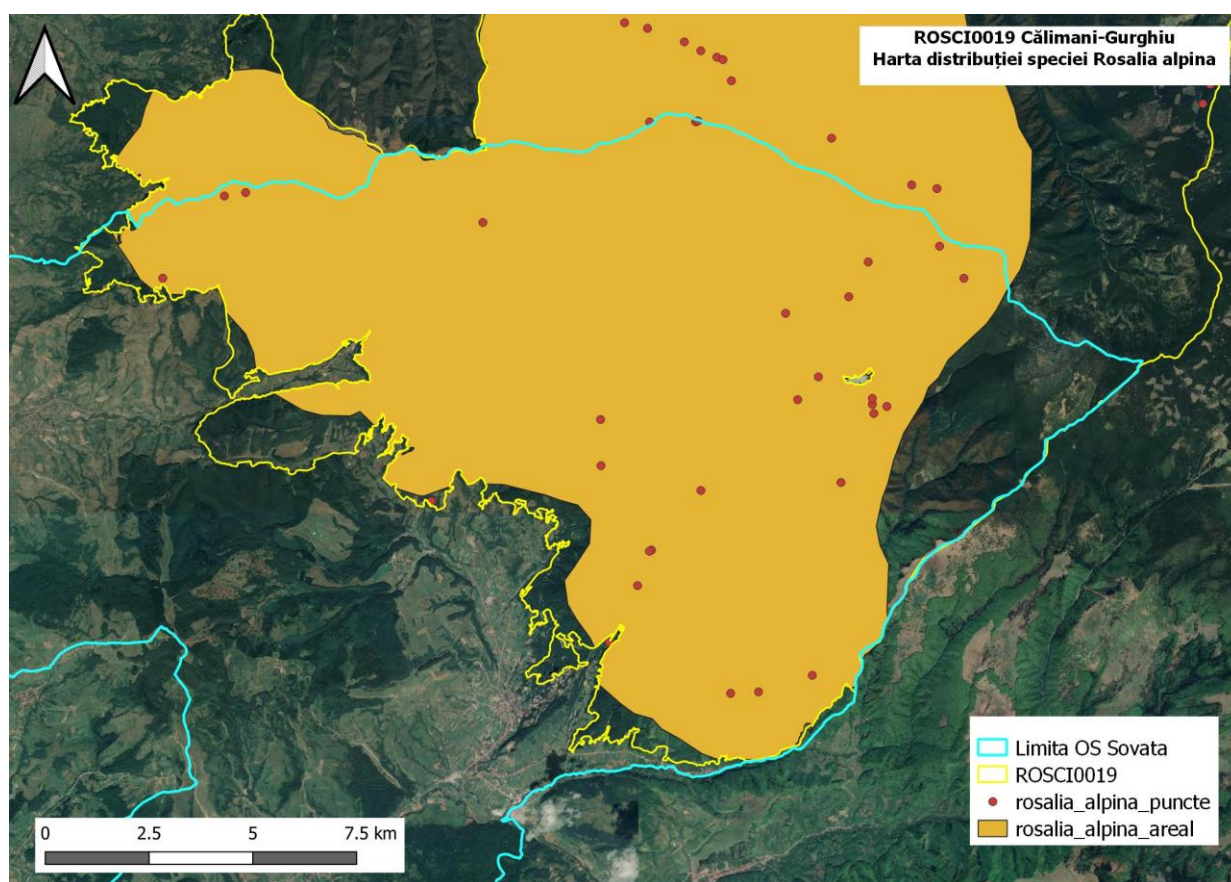 ROSCI0019 Călimani-Gurghiu
Harta distribuției speciei Rosalia alpina
Limita OS Sovata
ROSCI0019
rosalia_alpina_puncte
rosalia_alpina_areal
0 2.5 5 7.5 km